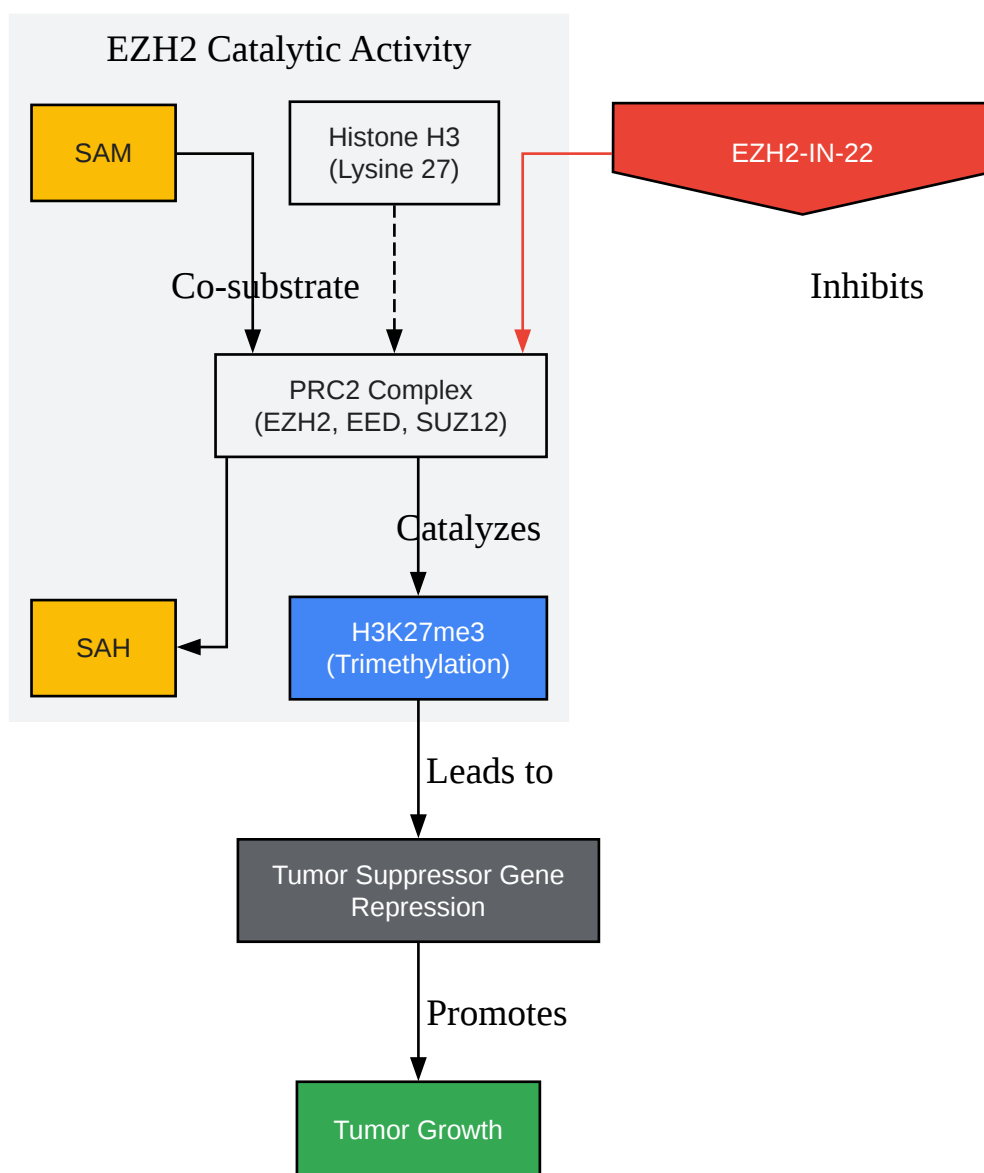 EZH2 Catalytic Activity
SAM
Histone H3
(Lysine 27)
EZH2-IN-22
Co-substrate
Inhibits
PRC2 Complex
(EZH2, EED, SUZ12)
Catalyzes
SAH
H3K27me3
(Trimethylation)
Leads to
Tumor Suppressor Gene
Repression
Promotes
Tumor Growth